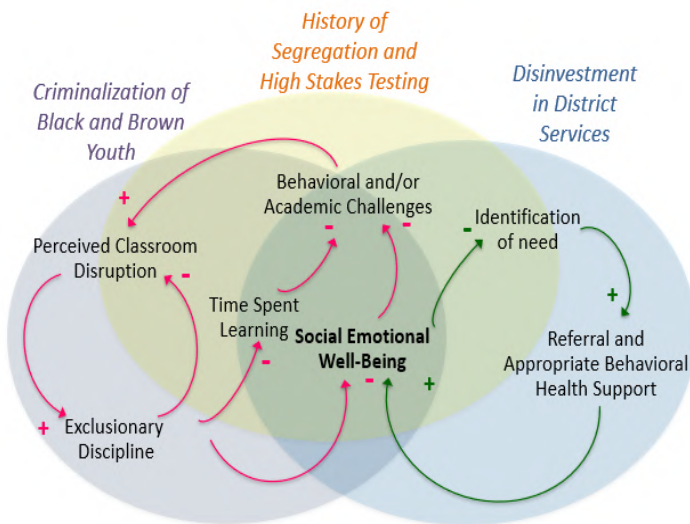 History of
Segregation and
High Stakes Testing
Criminalization of
Black and Brown
Youth
Disinvestment
in District
Services
+
Behavioral and/or
Academic Challenges
-
-
-
Identification
of need
Perceived Classroom
Disruption
-
+
Time Spent
Learning
-
Social Emotional
Well-Being
-
+
Referral and
Appropriate Behavioral
Health Support
+
Exclusionary
Discipline